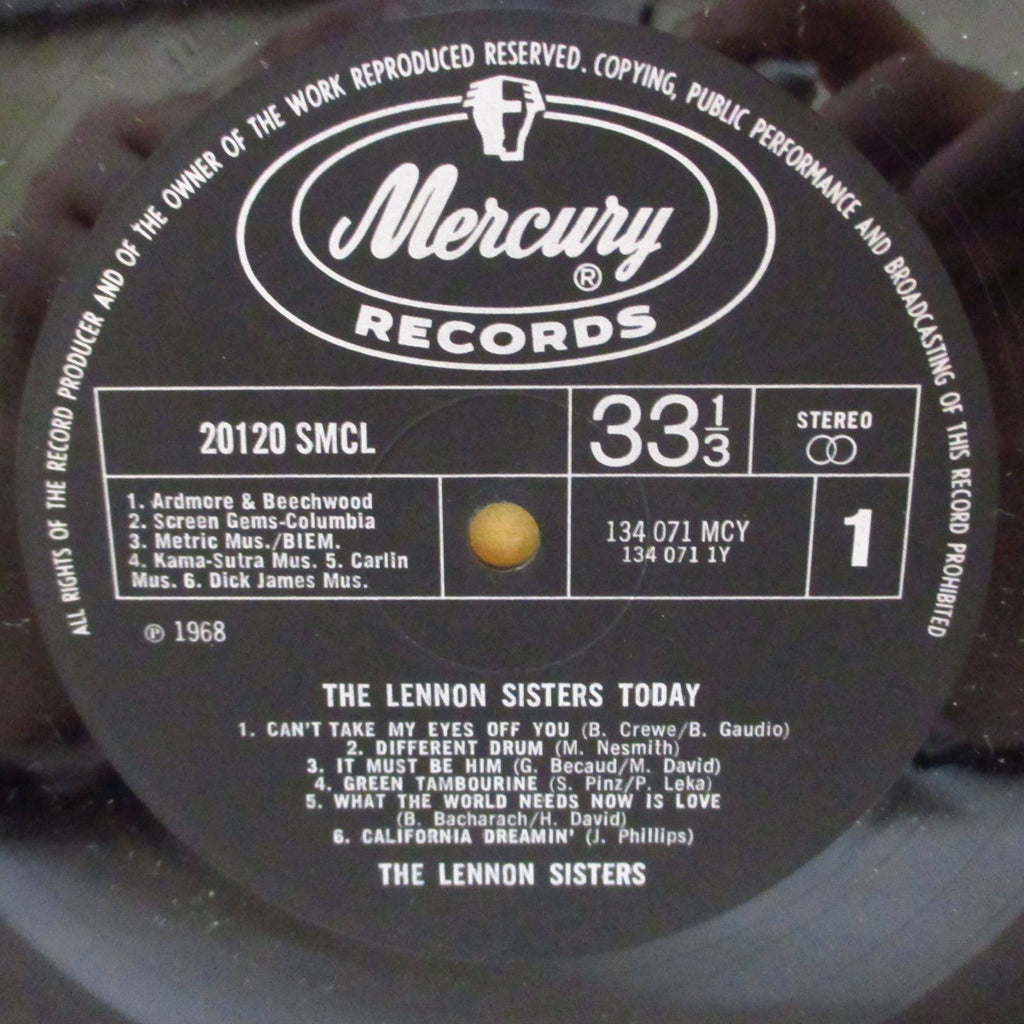 ALL RIGHTS OF THE RECORD PRODUCER AND OF THE OWNER OF THE WORK REPRODUCED RESERVED. COPYING, PUBLIC PERFORMANCE AND BROADCASTING OF THIS RECORD PROHIBITED
Mercury ®
RECORDS
20120 SMCL
33 1/3
STEREO
1. Ardmore & Beechwood
2. Screen Gems-Columbia
3. Metric Mus./BIEM.
4. Kama-Sutra Mus. 5. Carlin
Mus. 6. Dick James Mus.
134 071 MCY
134 071 1Y
1
℗ 1968
THE LENNON SISTERS TODAY
1. CAN'T TAKE MY EYES OFF YOU (B. Crewe/B. Gaudio)
2. DIFFERENT DRUM (M. Nesmith)
3. IT MUST BE HIM (G. Becaud/M. David)
4. GREEN TAMBOURINE (S. Pinz/P. Leka)
5. WHAT THE WORLD NEEDS NOW IS LOVE
(B. Bacharach/H. David)
6. CALIFORNIA DREAMIN' (J. Phillips)
THE LENNON SISTERS